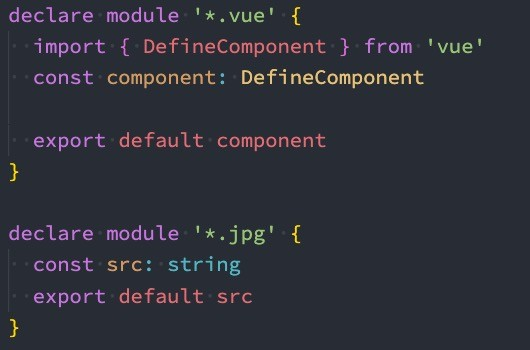 declare module '*.vue' {
  import { DefineComponent } from 'vue'
  const component: DefineComponent

  export default component
}

declare module '*.jpg' {
  const src: string
  export default src
}